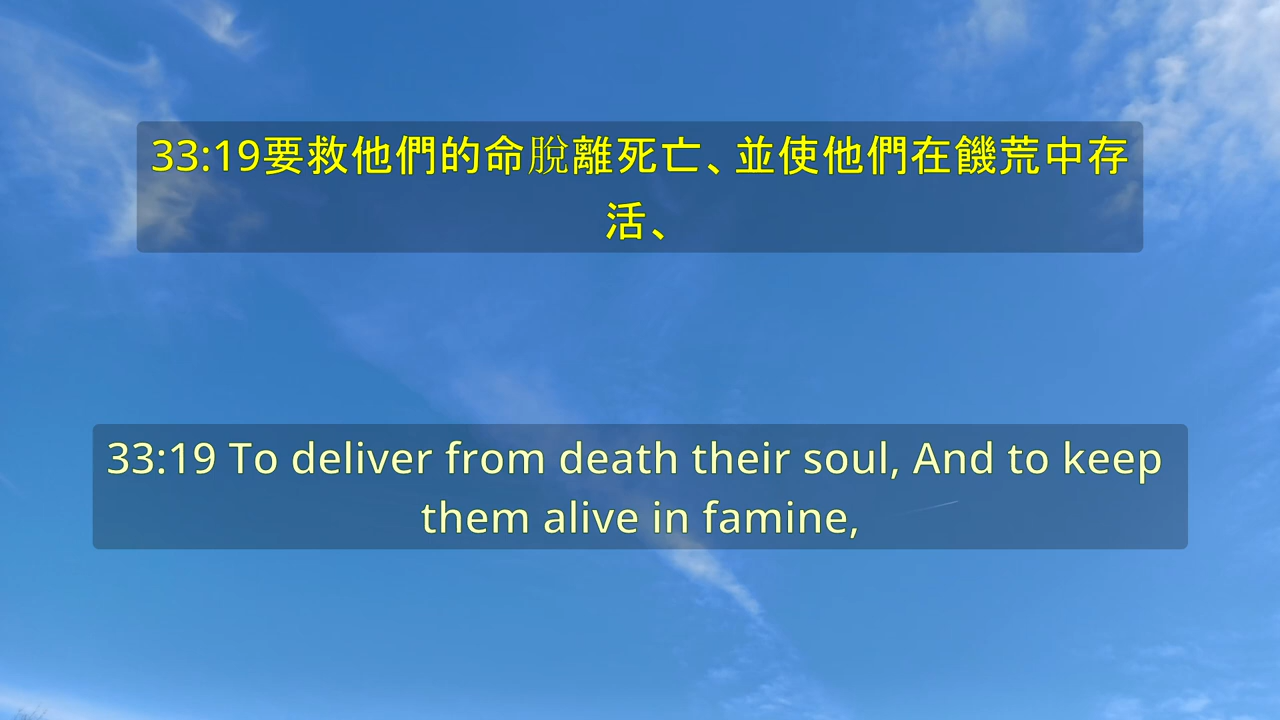 33:19要救他們的命脫離死亡、並使他們在饑荒中存
活、
33:19 To deliver from death their soul, And to keep
them alive in famine,